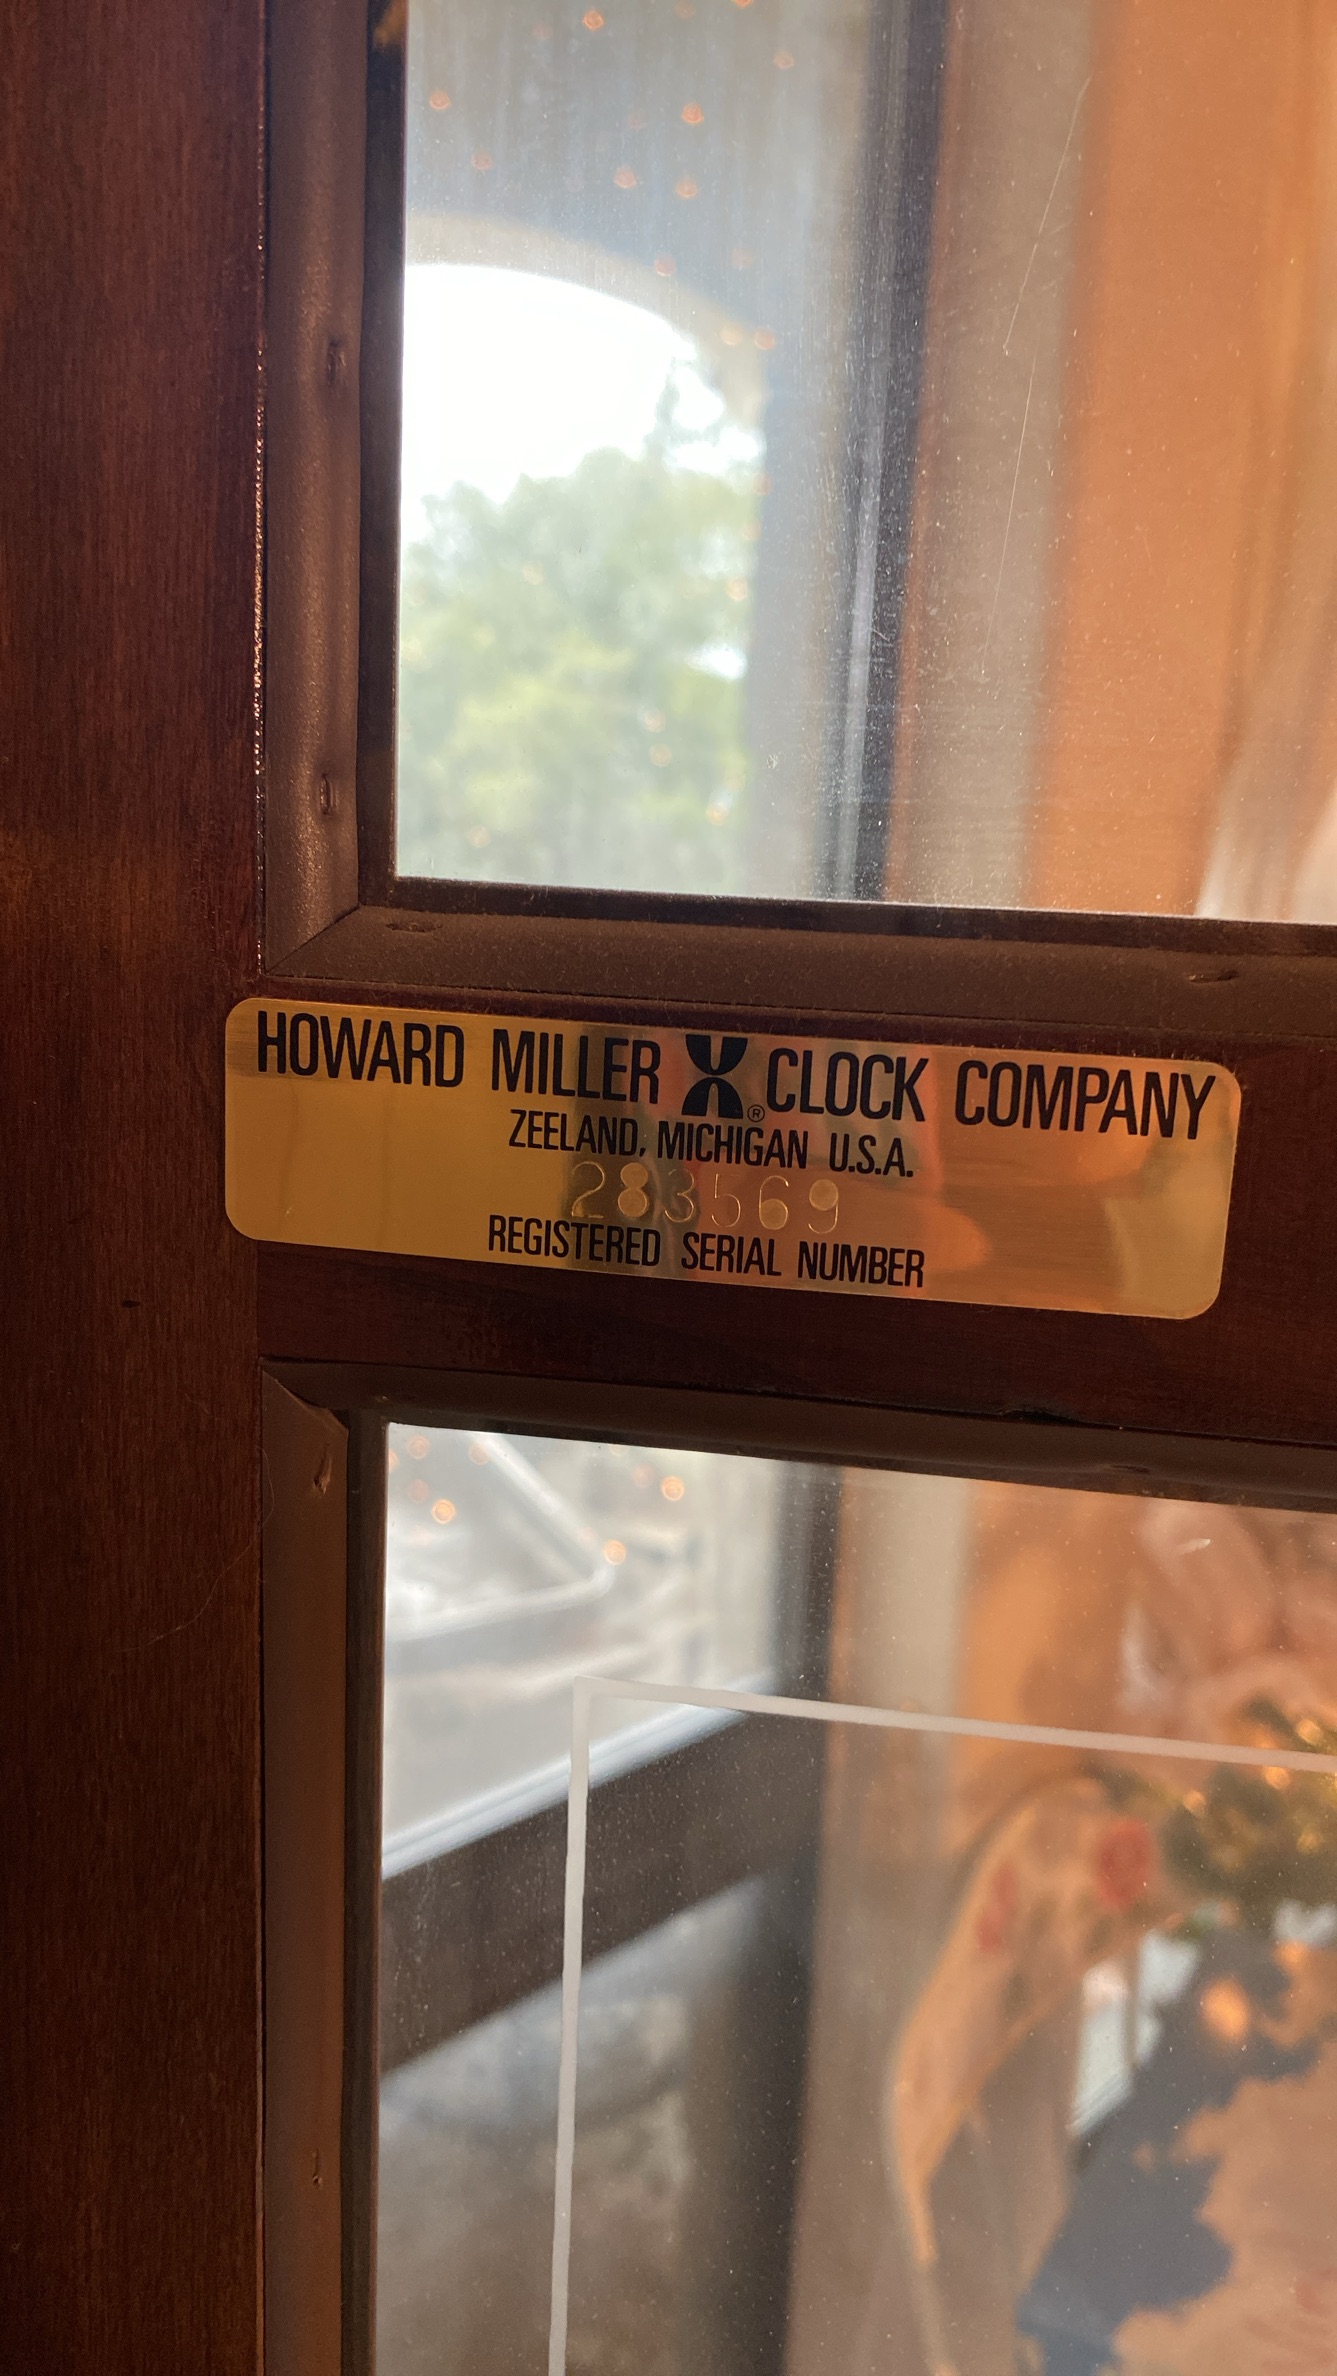 HOWARD MILLER CLOCK COMPANY
ZEELAND, MICHIGAN U.S.A.
283569
REGISTERED SERIAL NUMBER